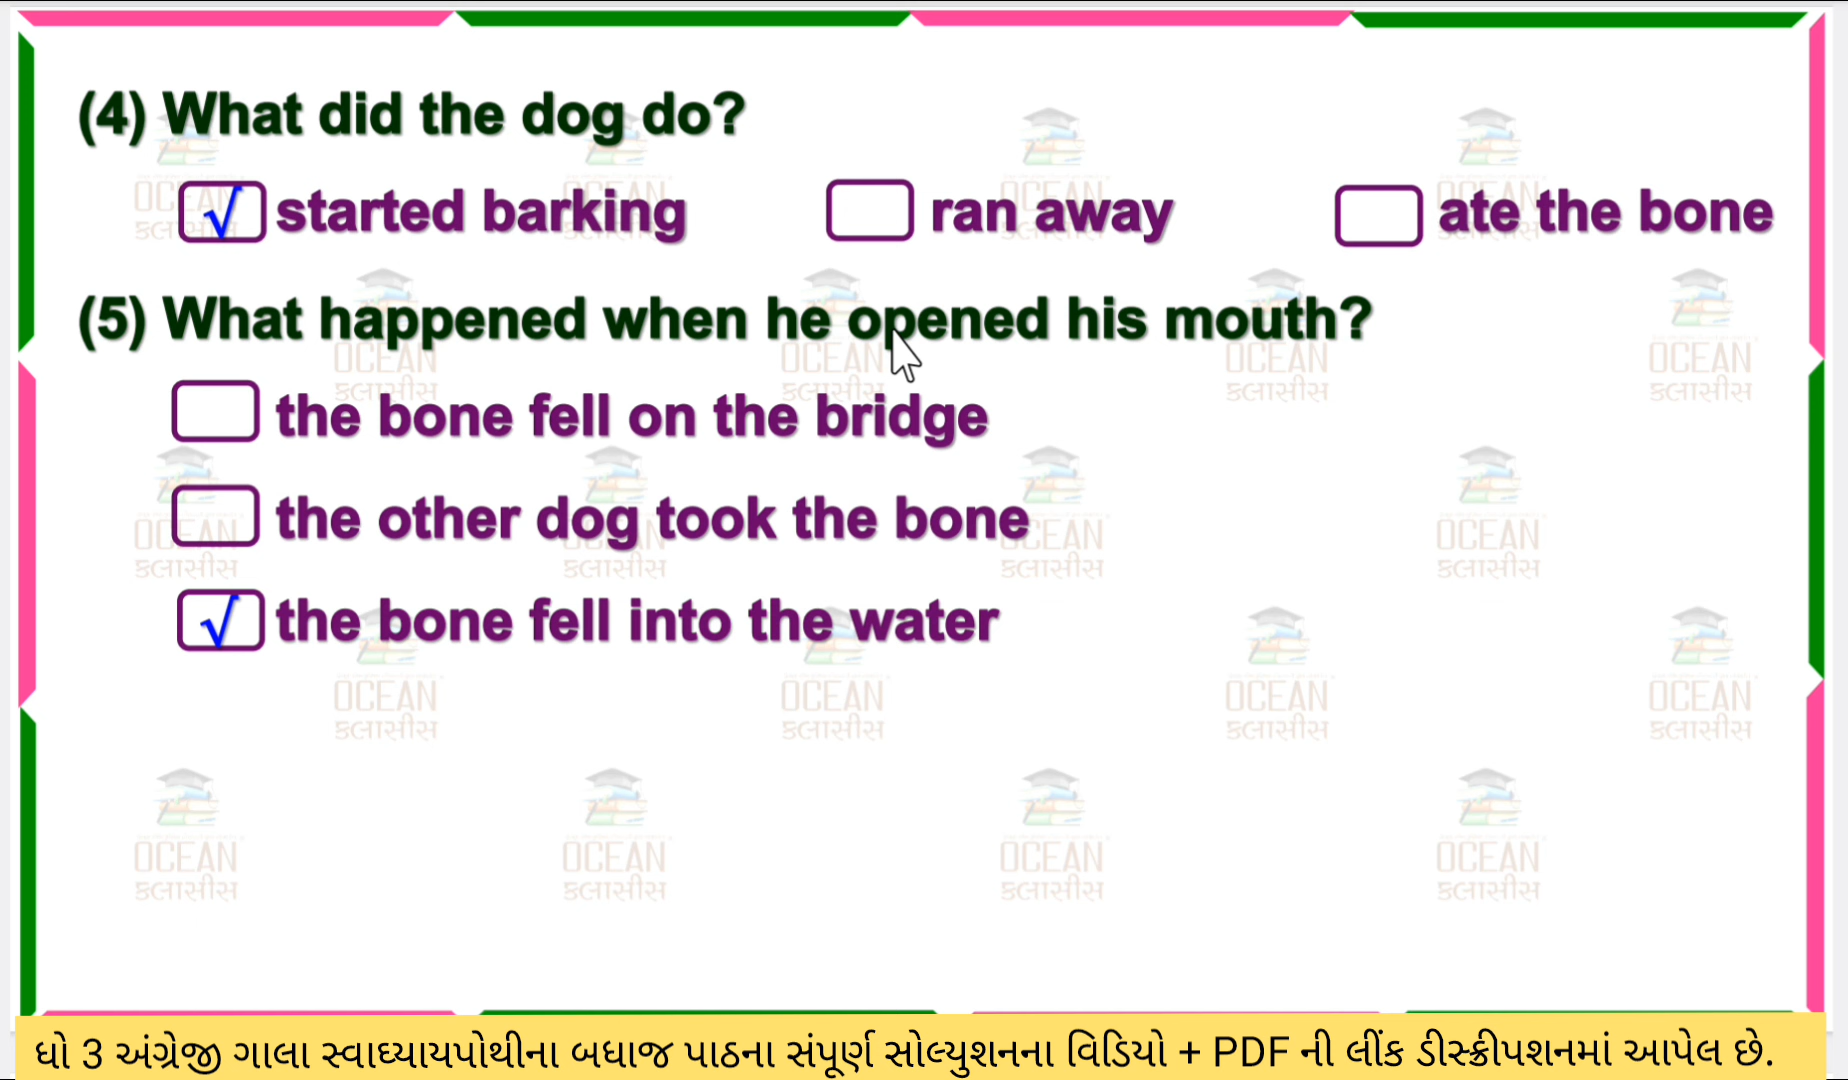 (4) What did the dog do?
√ started barking ran away ate the bone
(5) What happened when he opened his mouth?
the bone fell on the bridge
the other dog took the bone
√ the bone fell into the water
OCEAN
ક્લાસીસ
ધો 3 અંગ્રેજી ગાલા સ્વાધ્યાયપોથીના બધાજ પાઠના સંપૂર્ણ સોલ્યુશનના વિડિયો + PDF ની લીંક ડીસ્ક્રીપશનમાં આપેલ છે.